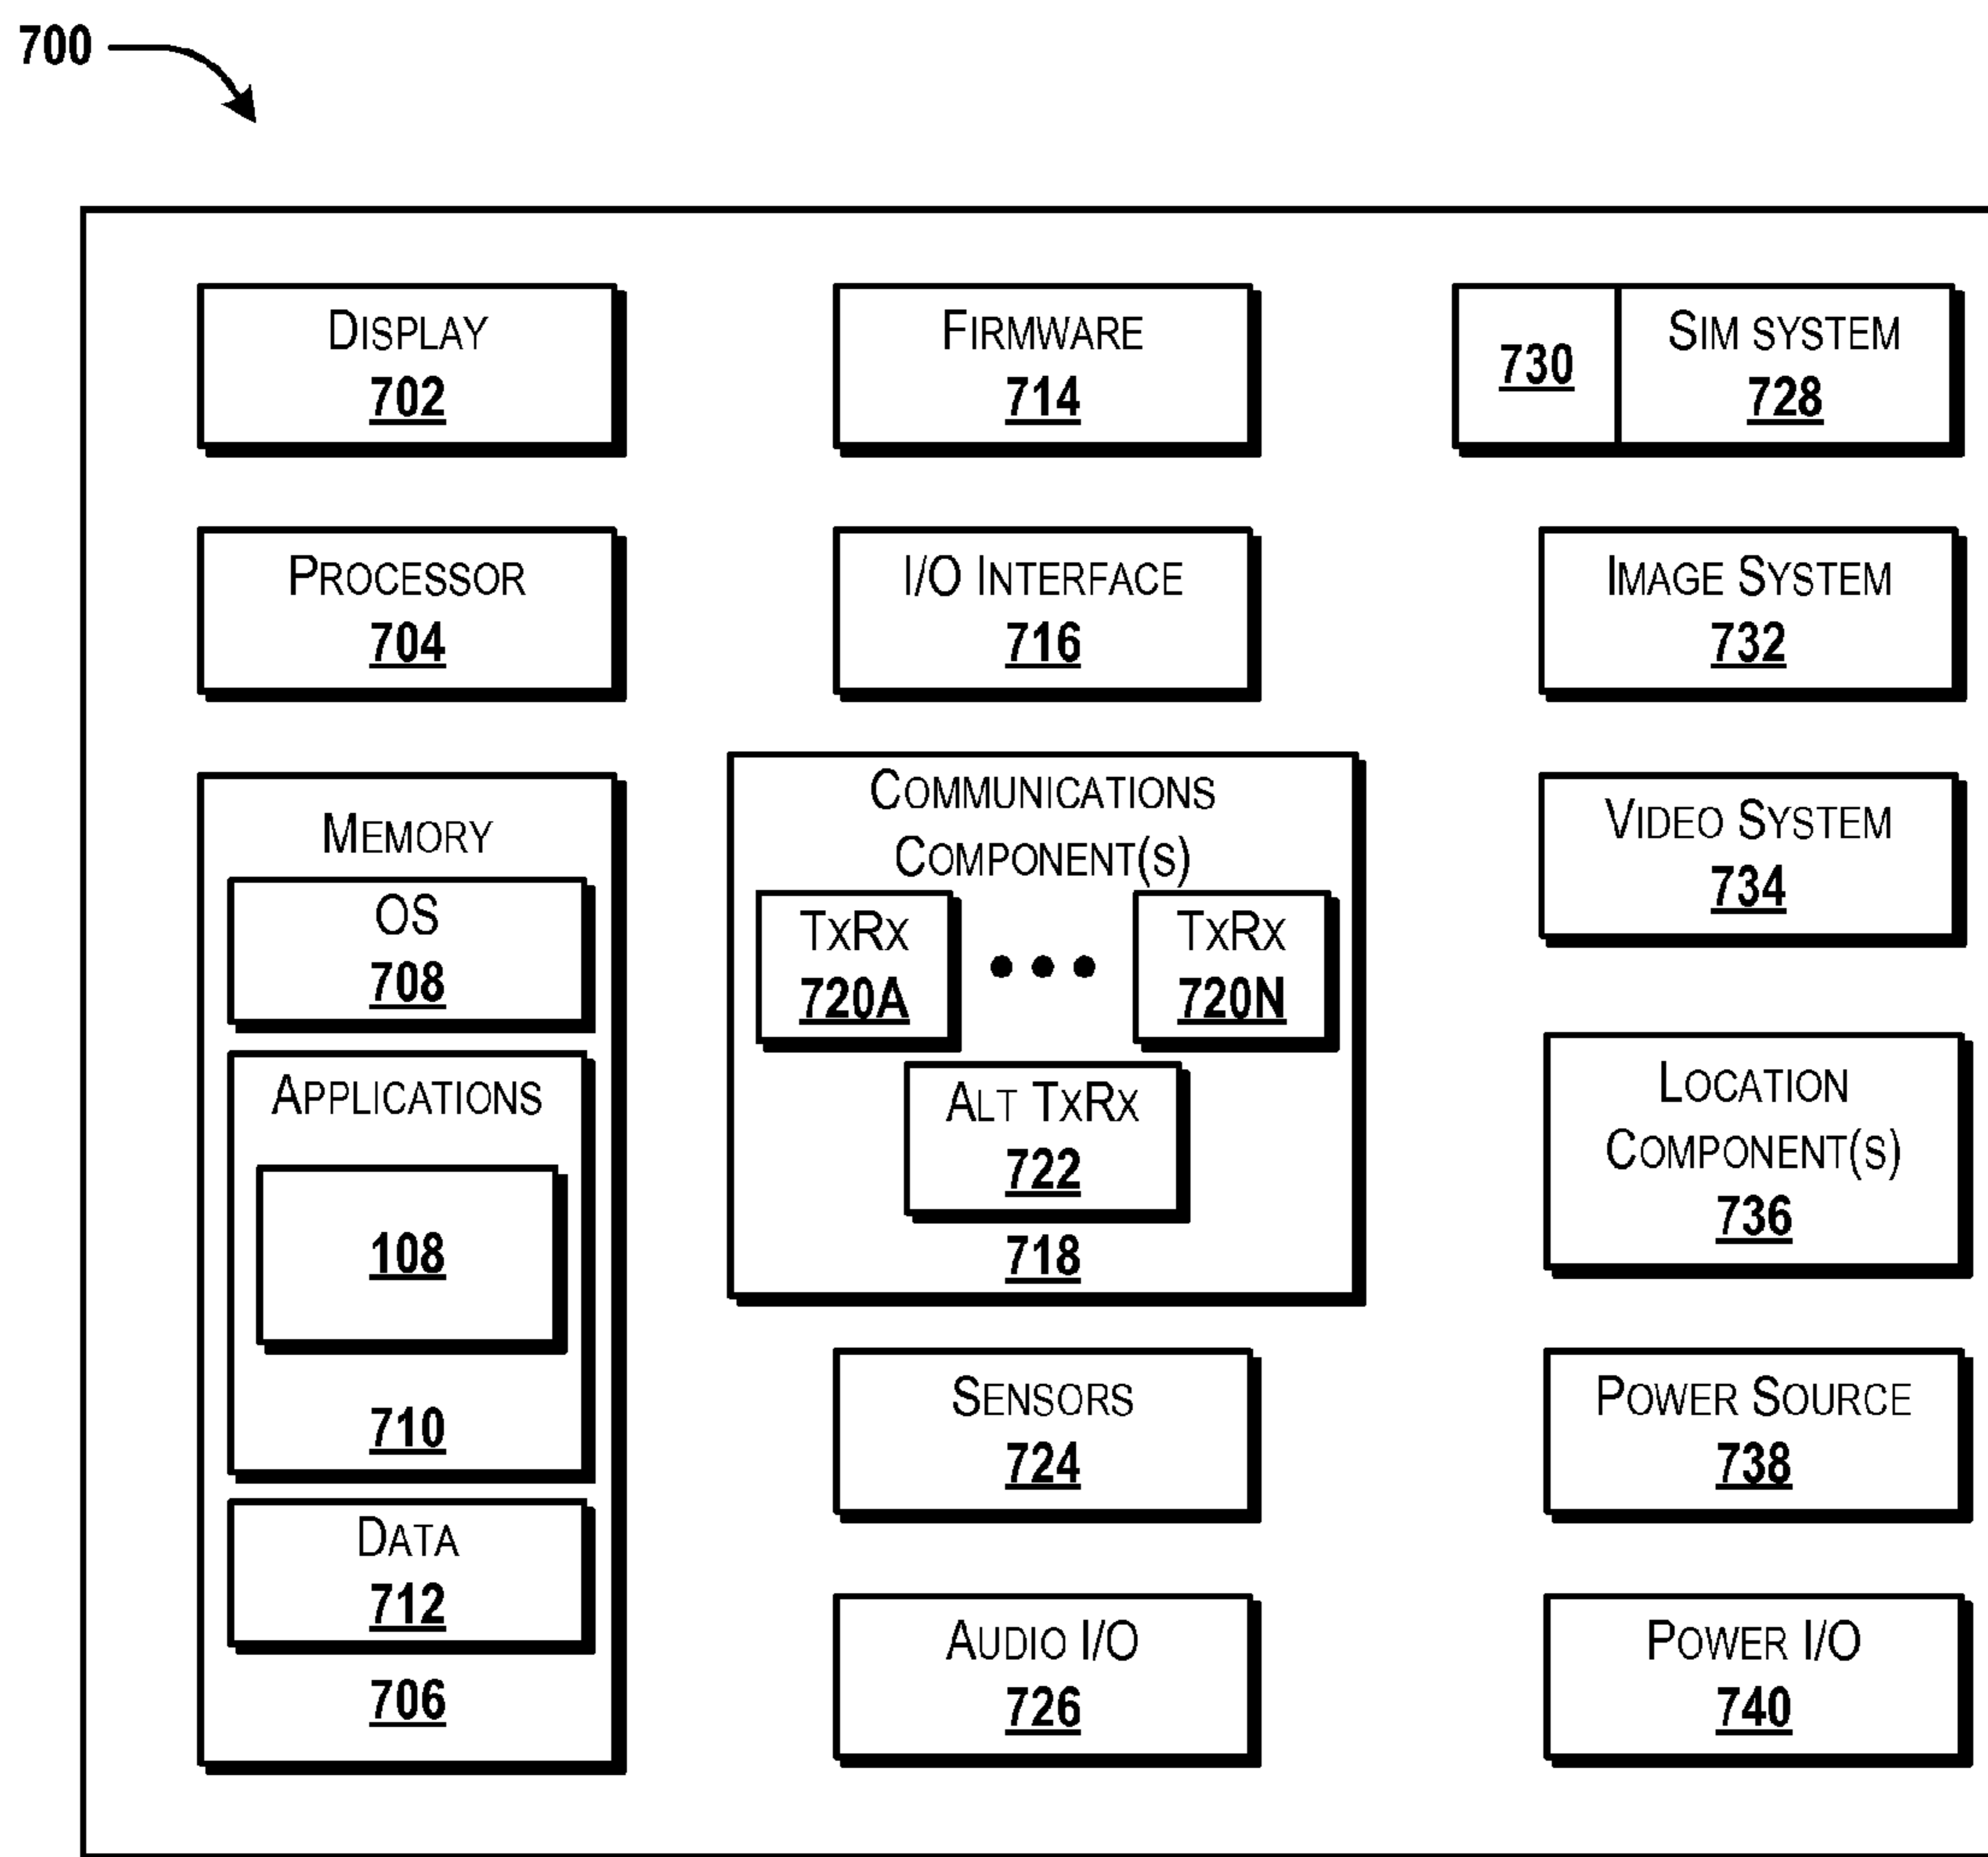 700
DISPLAY
702
PROCESSOR
704
MEMORY
OS
708
APPLICATIONS
108
710
DATA
712
706
FIRMWARE
714
I/O INTERFACE
716
COMMUNICATIONS
COMPONENT(S)
TXRX
720A
TXRX
720N
ALT TXRX
722
718
SENSORS
724
AUDIO I/O
726
730
SIM SYSTEM
728
IMAGE SYSTEM
732
VIDEO SYSTEM
734
LOCATION
COMPONENT(S)
736
POWER SOURCE
738
POWER I/O
740